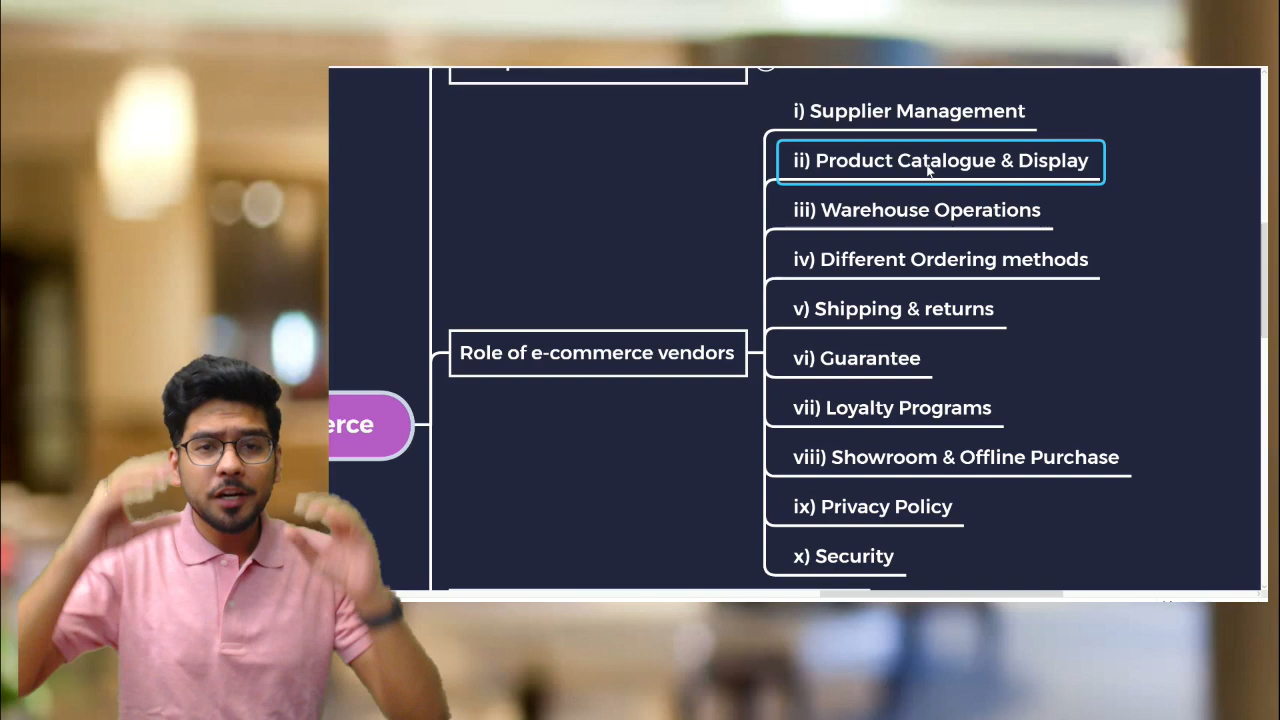 i) Supplier Management
ii) Product Catalogue & Display
iii) Warehouse Operations
iv) Different Ordering methods
v) Shipping & returns
Role of e-commerce vendors
vi) Guarantee
vii) Loyalty Programs
erce
viii) Showroom & Offline Purchase
ix) Privacy Policy
x) Security